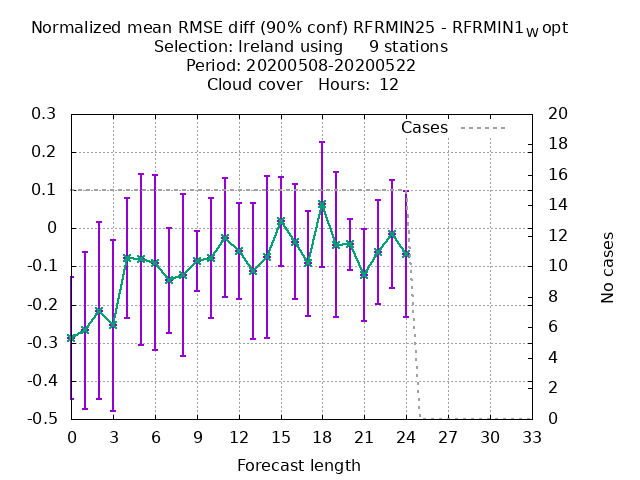 Normalized mean RMSE diff (90% conf) RFRMIN25 - RFRMIN1W opt
Selection: Ireland using 9 stations
Period: 20200508-20200522
Cloud cover Hours: 12
Cases
0.3
0.2
0.1
0
-0.1
-0.2
-0.3
-0.4
-0.5
20
18
16
14
12
10
8
6
4
2
0
No cases
0 3 6 9 12 15 18 21 24 27 30 33
Forecast length